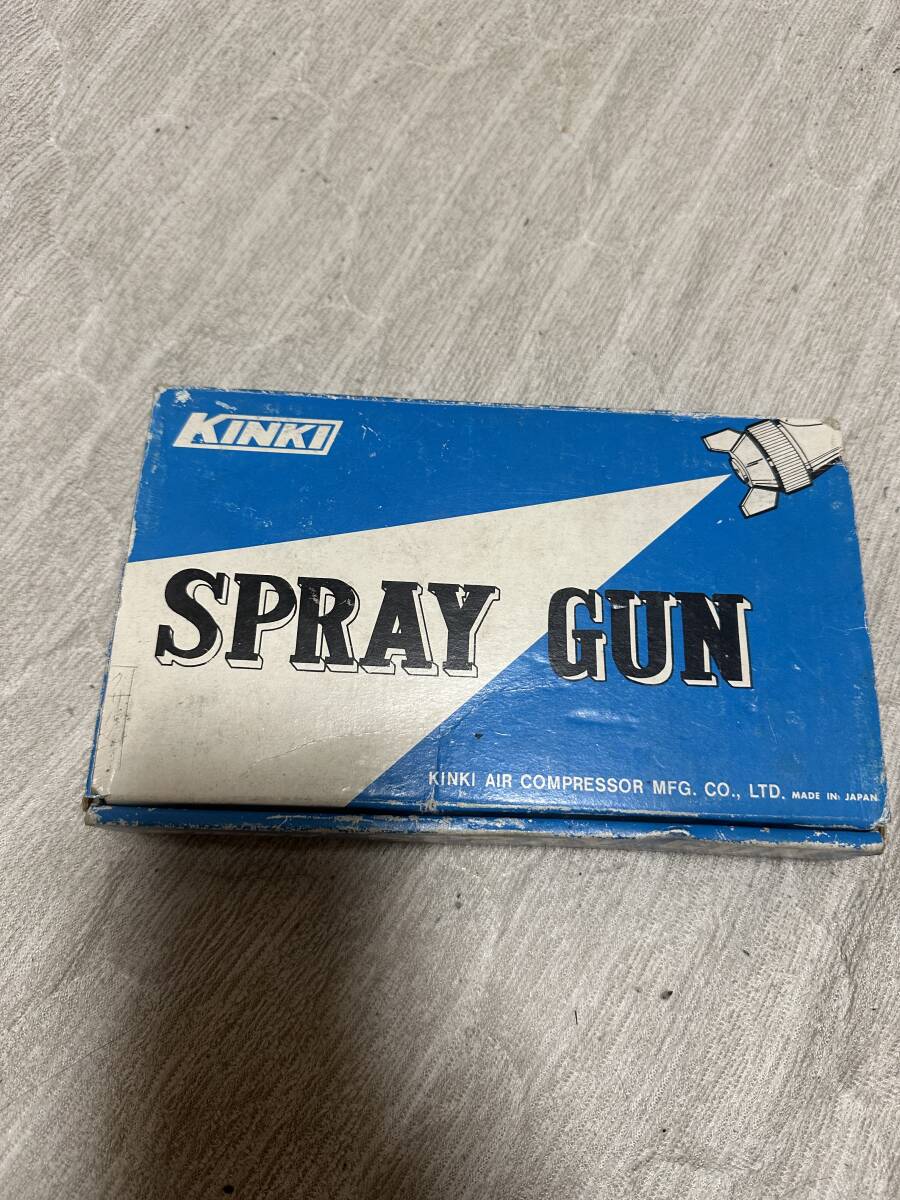 KINKI
SPRAY GUN
KINKI AIR COMPRESSOR MFG. CO., LTD. MADE IN JAPAN